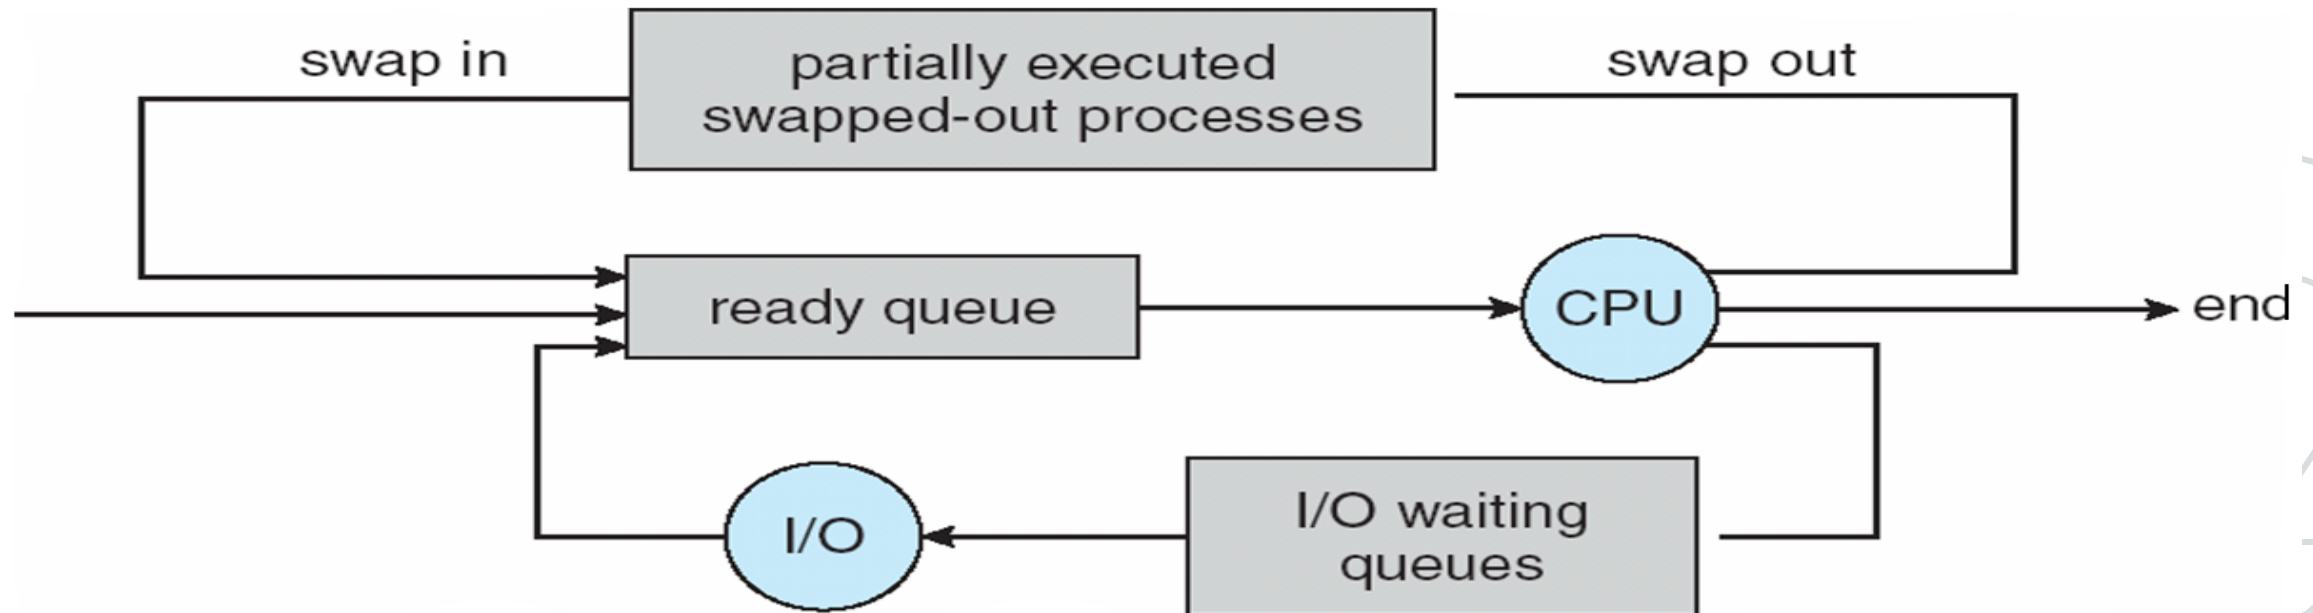 swap in
partially executed
swapped-out processes
swap out
ready queue
CPU
end
I/O
I/O waiting
queues